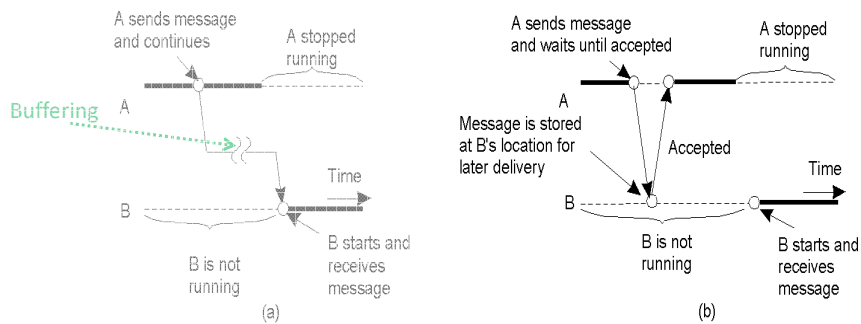 A sends message
and continues
A stopped
running
A
Buffering
Time
B
B is not
running
B starts and
receives
message
(a)
A sends message
and waits until accepted
A stopped
running
A
Message is stored
at B's location for
later delivery
Accepted
Time
B
B is not
running
B starts and
receives
message
(b)